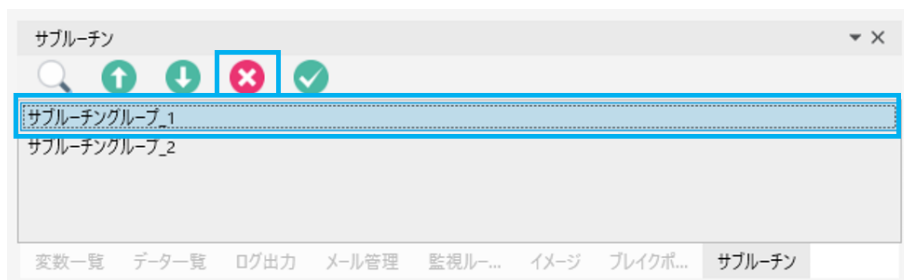 サブルーチン
サブルーチングループ_1
サブルーチングループ_2
変数一覧 データ一覧 ログ出力 メール管理 監視ルー... イメージ ブレイクポ... サブルーチン